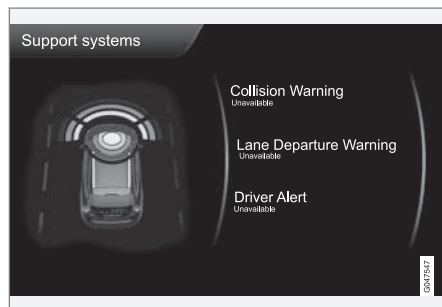 Support systems
Collision Warning
Unavailable
Lane Departure Warning
Unavailable
Driver Alert
Unavailable
G047547